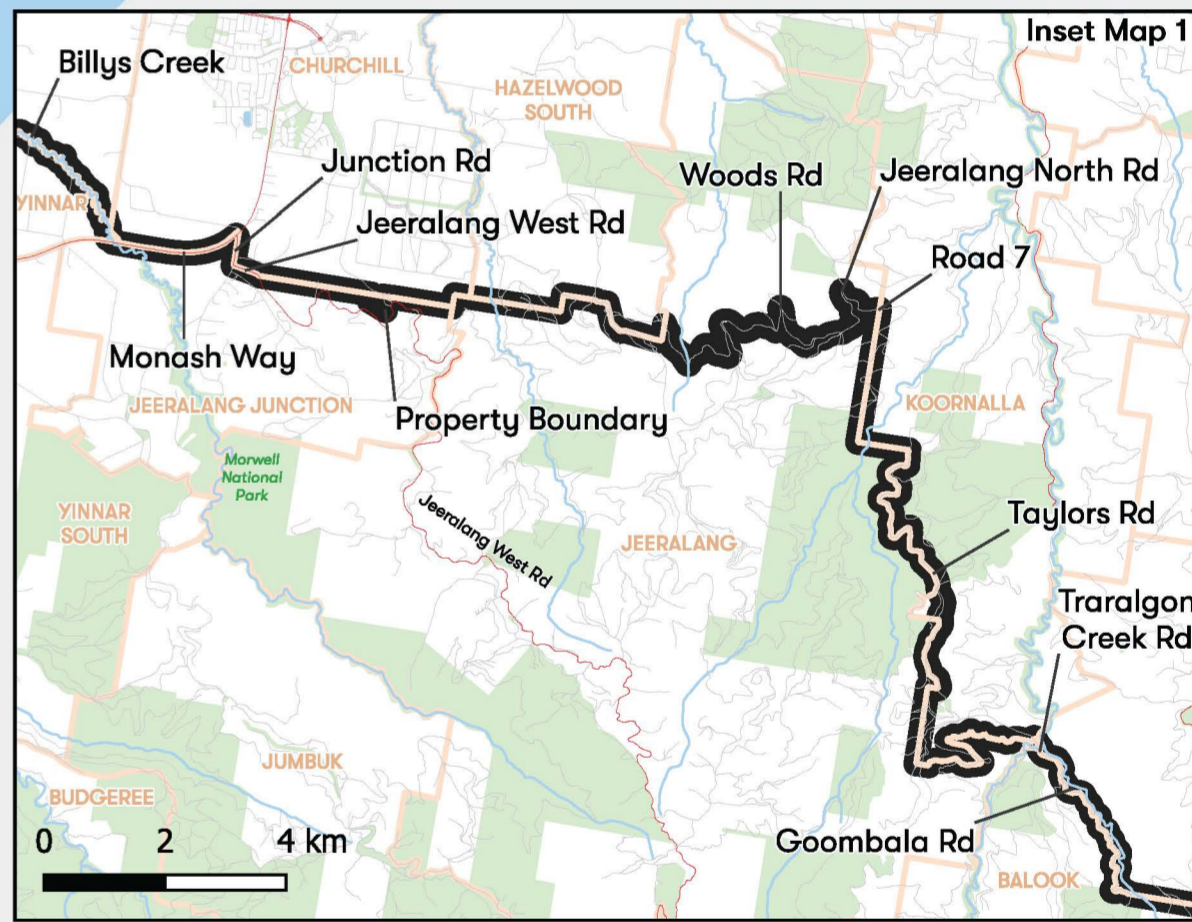 Inset Map 1
Billys Creek
CHURCHILL
HAZELWOOD
SOUTH
Junction Rd
Woods Rd
Jeeralang North Rd
YINNAR
Jeeralang West Rd
Road 7
Monash Way
JEERALANG JUNCTION
Property Boundary
KOORNALLA
Morwell
National
Park
Jeeralang West Rd
YINNAR
SOUTH
JEERALANG
Taylors Rd
Traralgon
Creek Rd
JUMBUK
BUDGEREE
0 2 4 km
Goombala Rd
BALOOK